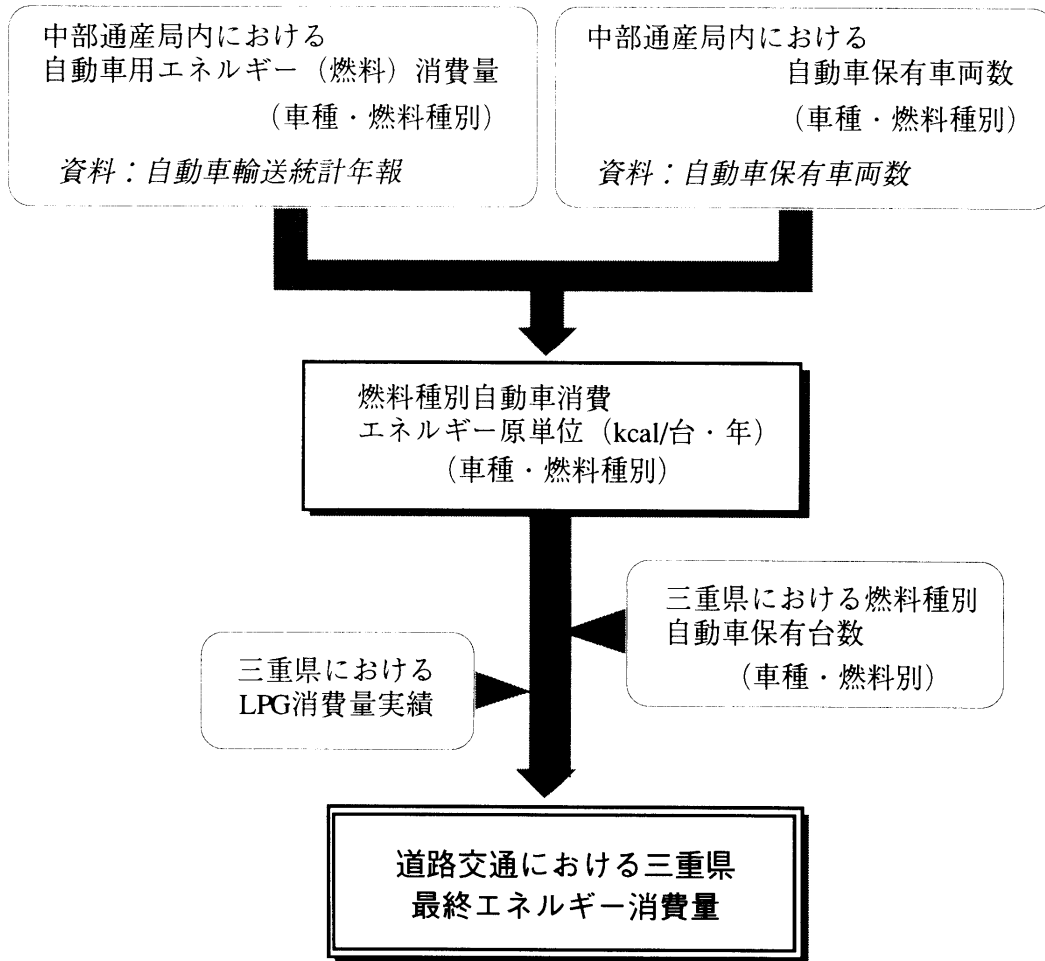 中部通産局内における
自動車用エネルギー（燃料）消費量
（車種・燃料種別）
資料：自動車輸送統計年報
中部通産局内における
自動車保有車両数
（車種・燃料種別）
資料：自動車保有車両数
燃料種別自動車消費
エネルギー原単位（kcal/台・年）
（車種・燃料種別）
三重県における燃料種別
自動車保有台数
（車種・燃料別）
三重県における
LPG消費量実績
道路交通における三重県
最終エネルギー消費量